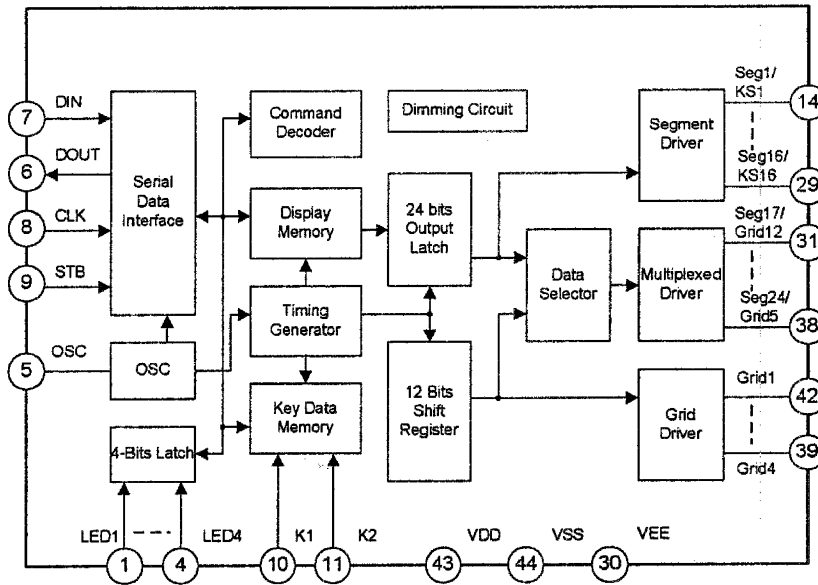 DIN
7
DOUT
6
CLK
8
STB
9
OSC
5
Serial
Data
Interface
OSC
4-Bits Latch
Command
Decoder
Dimming Circuit
Display
Memory
Timing
Generator
Key Data
Memory
24 bits
Output
Latch
12 Bits
Shift
Register
Data
Selector
Segment
Driver
Multiplexed
Driver
Grid
Driver
Seg1/
KS1
14
Seg16/
KS16
29
Seg17/
Grid12
31
Seg24/
Grid5
38
Grid1
42
39
Grid4
LED1
LED4
K1
K2
VDD
VSS
VEE
1
4
10
11
43
44
30